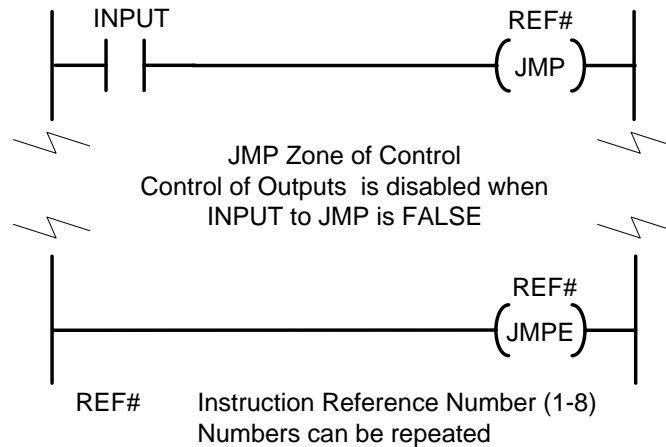 INPUT
REF#
JMP
JMP Zone of Control
Control of Outputs is disabled when
INPUT to JMP is FALSE
REF#
JMPE
REF# Instruction Reference Number (1-8)
Numbers can be repeated